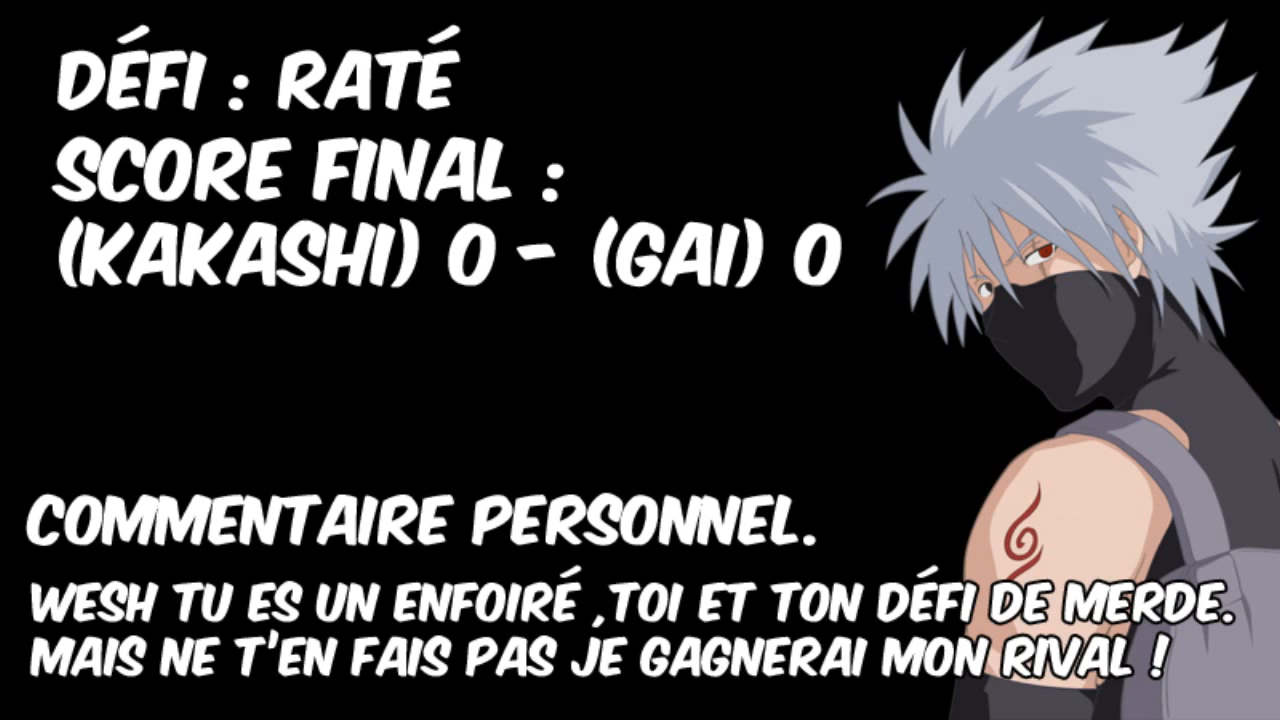 DÉFI : RATÉ
SCORE FINAL :
(KAKASHI) 0 - (GAI) 0
COMMENTAIRE PERSONNEL.
WESH TU ES UN ENFOIRÉ ,TOI ET TON DÉFI DE MERDE.
MAIS NE T'EN FAIS PAS JE GAGNERAI MON RIVAL !